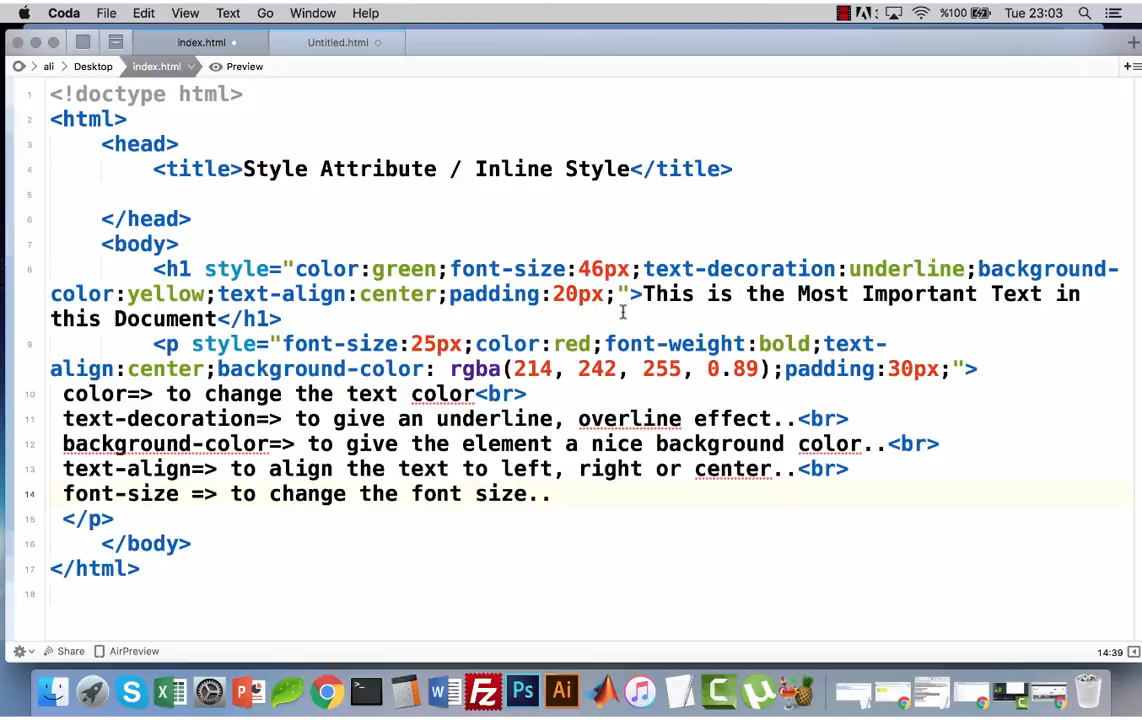 Coda File Edit View Text Go Window Help %100 Tue 23:03
index.html Untitled.html
ali Desktop index.html Preview
1 <!doctype html>
2 <html>
3 <head>
4 <title>Style Attribute / Inline Style</title>
5
6 </head>
7 <body>
8 <h1 style="color:green;font-size:46px;text-decoration:underline;background-
color:yellow;text-align:center;padding:20px;">This is the Most Important Text in
this Document</h1>
9 <p style="font-size:25px;color:red;font-weight:bold;text-
align:center;background-color: rgba(214, 242, 255, 0.89);padding:30px;">
10 color=> to change the text color<br>
11 text-decoration=> to give an underline, overline effect..<br>
12 background-color=> to give the element a nice background color..<br>
13 text-align=> to align the text to left, right or center..<br>
14 font-size => to change the font size..
15 </p>
16 </body>
17 </html>
18
Share AirPreview 14:39
S X P W Fz Ps Ai C µ